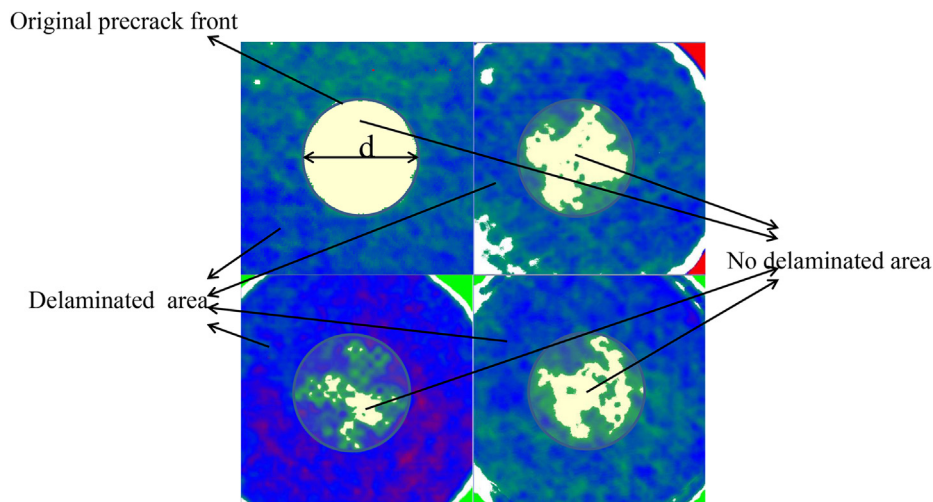 Original precrack front
d
No delaminated area
Delaminated area